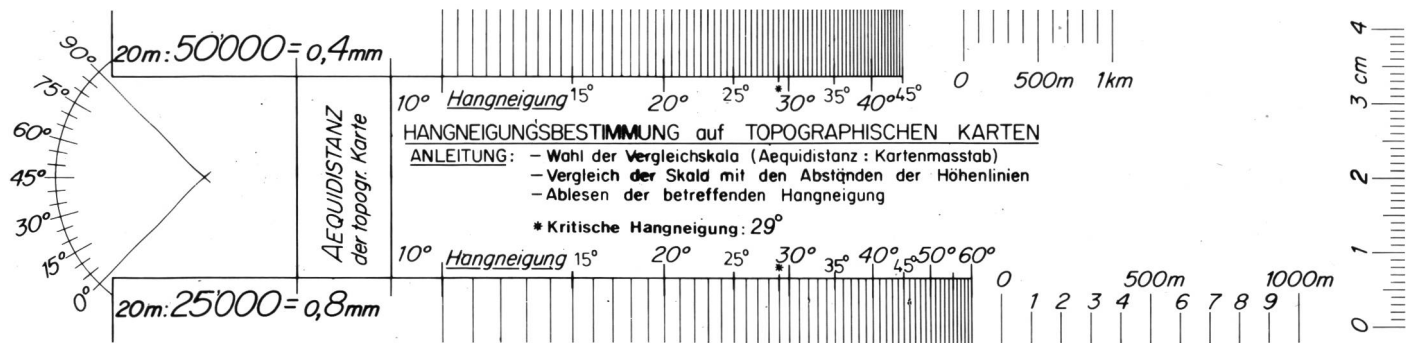 20m:50'000=0,4mm
90°
75°
60°
45°
30°
15°
0°
10° Hangneigung 15° 20° 25° * 30° 35° 40° 45°
0 500m 1km
AEQUIDISTANZ
der topogr. Karte
HANGNEIGUNGSBESTIMMUNG auf TOPOGRAPHISCHEN KARTEN
ANLEITUNG: – Wahl der Vergleichskala (Aequidistanz : Kartenmasstab)
– Vergleich der Skala mit den Abständen der Höhenlinien
– Ablesen der betreffenden Hangneigung
* Kritische Hangneigung: 29°
10° Hangneigung 15° 20° 25° * 30° 35° 40° 45° 50° 60°
20m:25'000=0,8mm
0 500m 1000m
1 2 3 4 6 7 8 9
4
cm
3
2
1
0